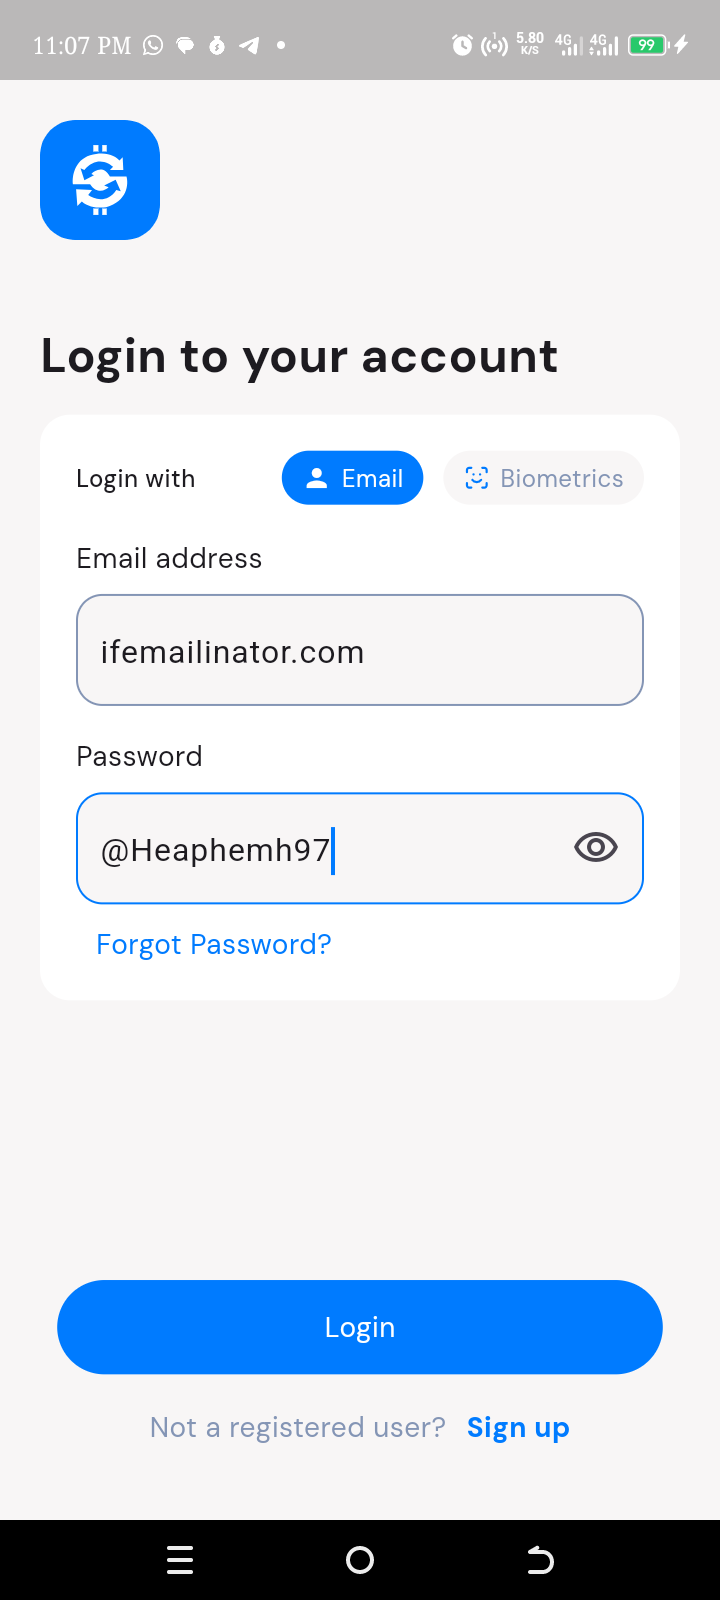 11:07 PM
5.80
K/S
4G
4G
99
Login to your account
Login with
Email
Biometrics
Email address
ifemailinator.com
Password
@Heaphemh97
Forgot Password?
Login
Not a registered user? Sign up